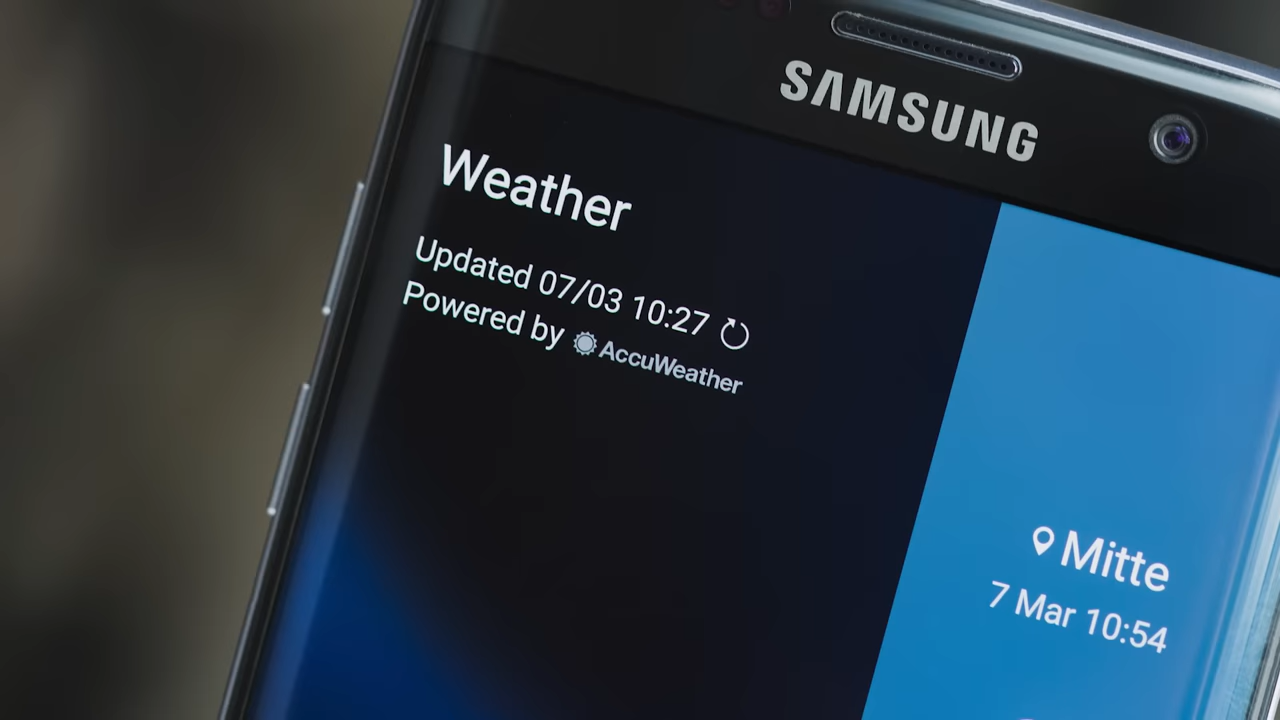 SAMSUNG
Weather
Updated 07/03 10:27
Powered by AccuWeather
Mitte
7 Mar 10:54